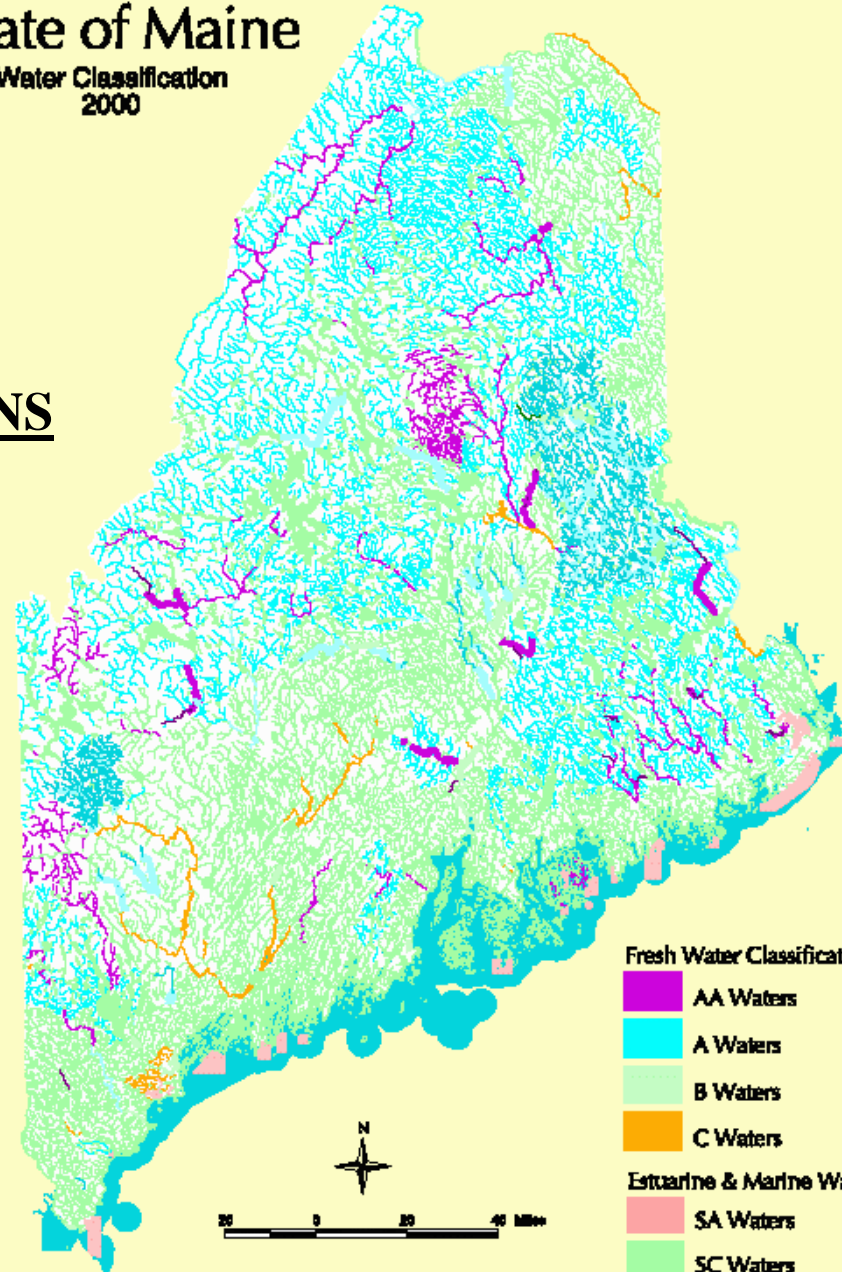 ate of Maine
Water Classification
2000
NS
Fresh Water Classificat
AA Waters
A Waters
B Waters
C Waters
Estuarine & Marine Wa
SA Waters
SC Waters
N
20 0 20 40 Miles